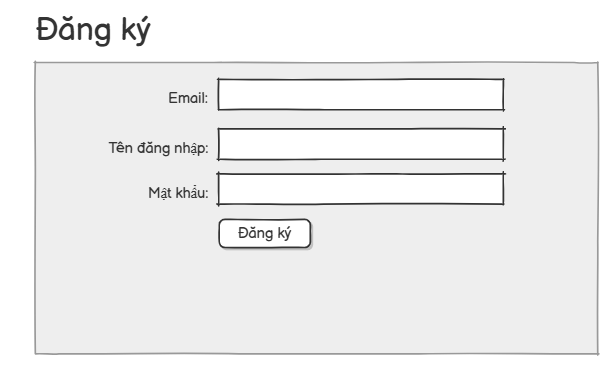 Đăng ký
Email:
Tên đăng nhập:
Mật khẩu:
Đăng ký